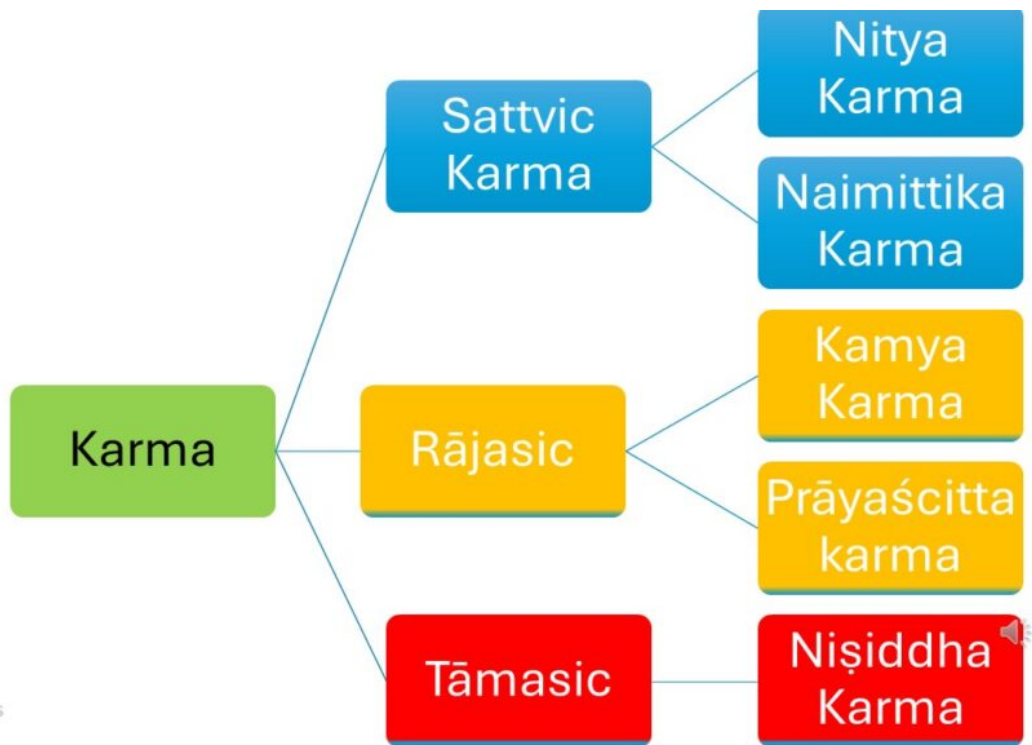 Karma
Sattvic
Karma
Nitya
Karma
Naimittika
Karma
Rājasic
Kamya
Karma
Prāyaścitta
karma
Tāmasic
Niṣiddha
Karma